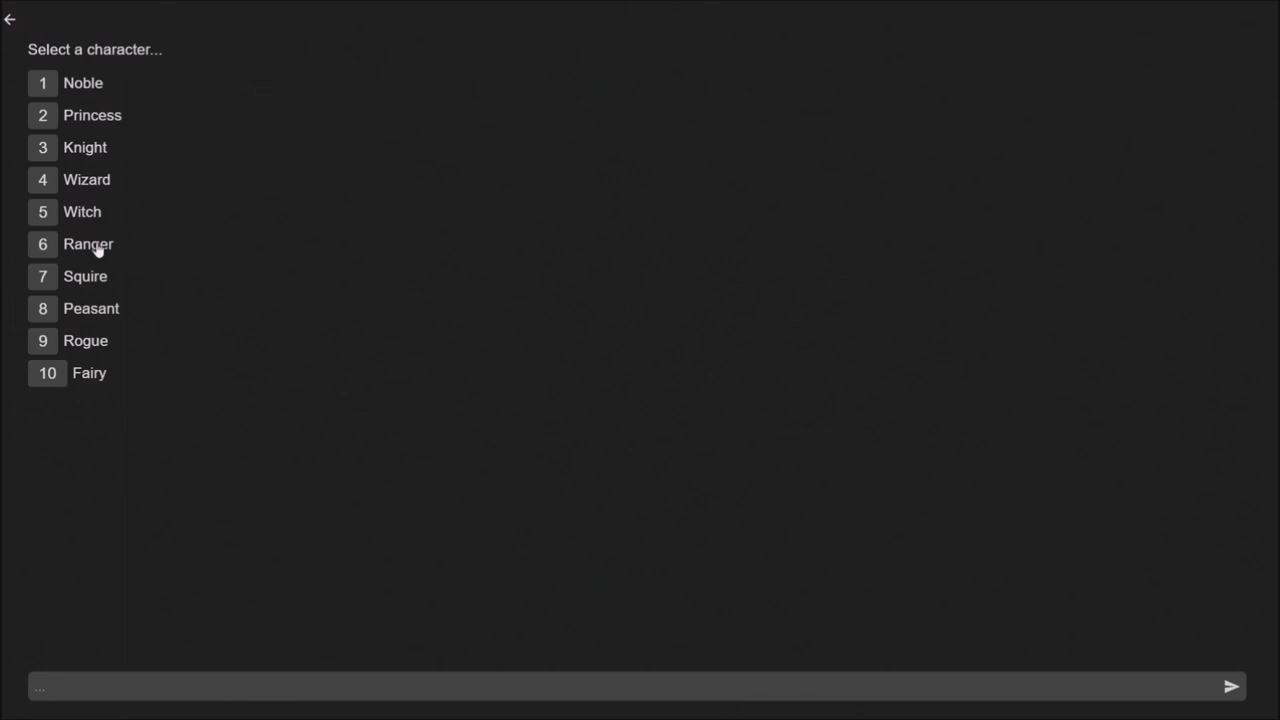 Select a character...
1 Noble
2 Princess
3 Knight
4 Wizard
5 Witch
6 Ranger
7 Squire
8 Peasant
9 Rogue
10 Fairy
...